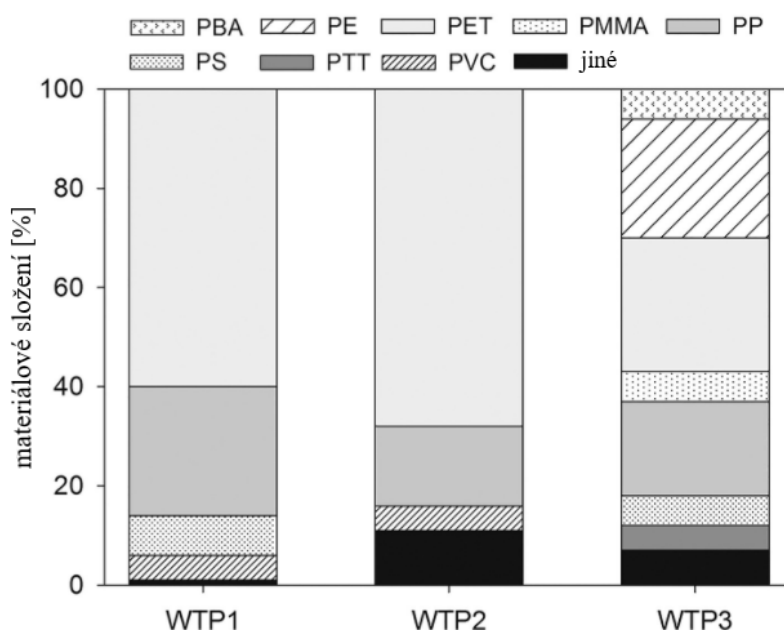 PBA PE PET PMMA PP
PS PTT PVC jiné
materiálové složení [%]
100
80
60
40
20
0
WTP1 WTP2 WTP3